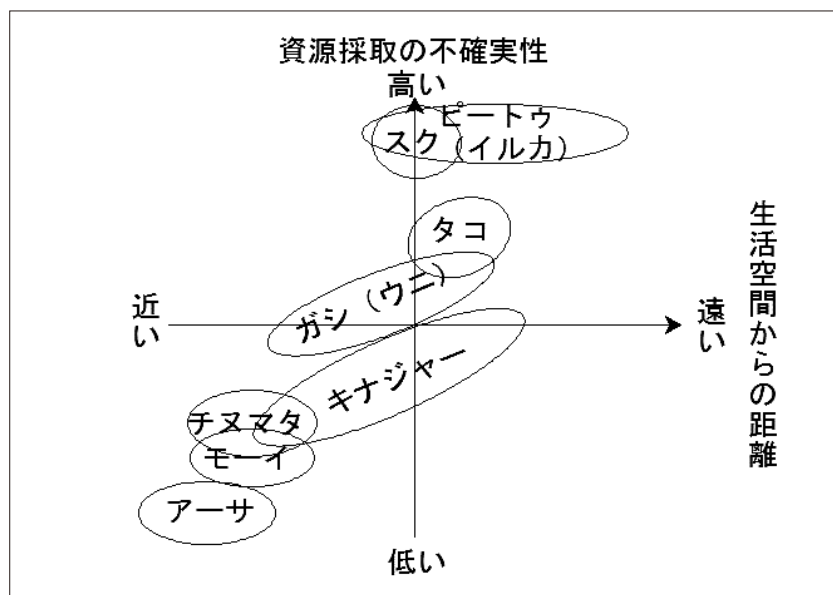 資源採取の不確実性
高い
ピートゥ
(イルカ)
スク
タコ
ガシ(ウニ)
近い
遠い
生活空間からの距離
キナジャー
チヌマタ
モーイ
アーサ
低い